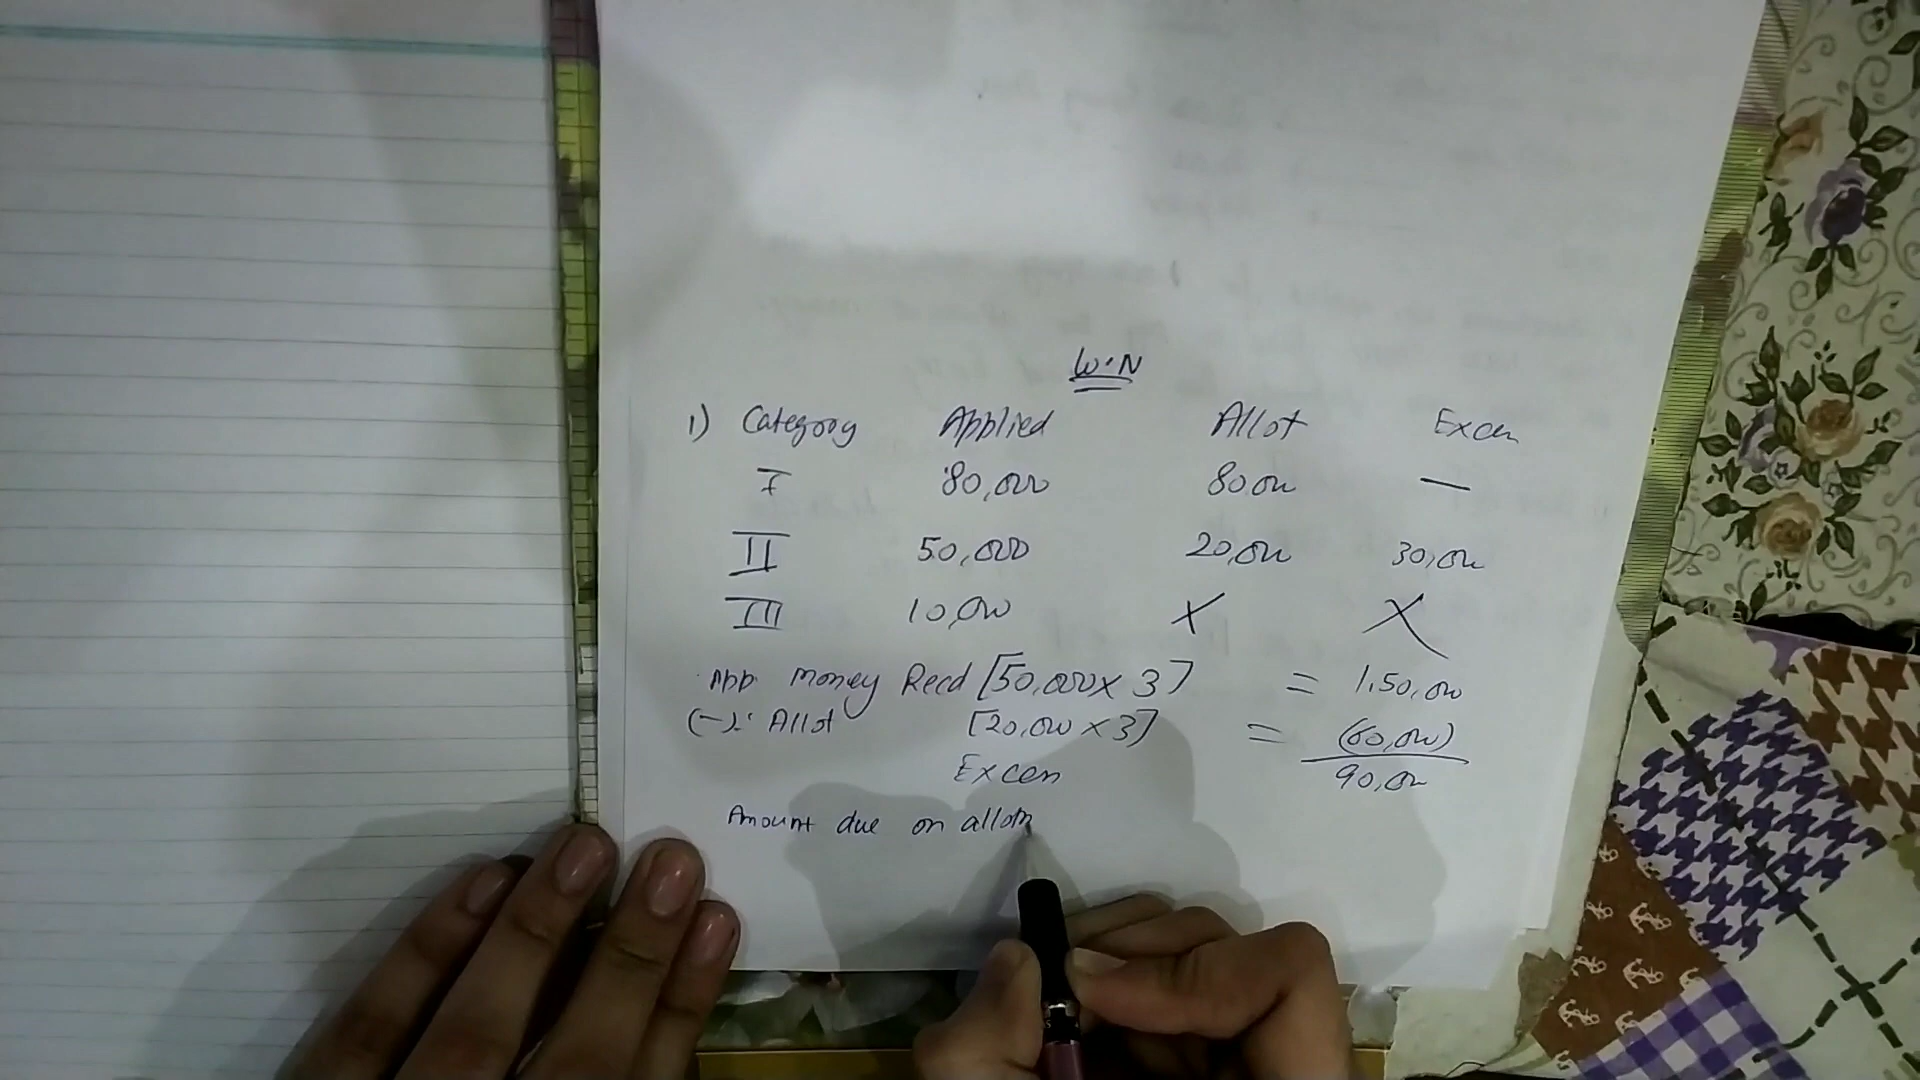 W.N
1) Category Applied Allot Excen
I 80,000 80,000 —
II 50,000 20,000 30,000
III 10,000 X X
App money Recd [50,000 x 3] = 1,50,000
(-): Allot [20,000 x 3] = (60,000)
Excen 90,000
Amount due on allotm